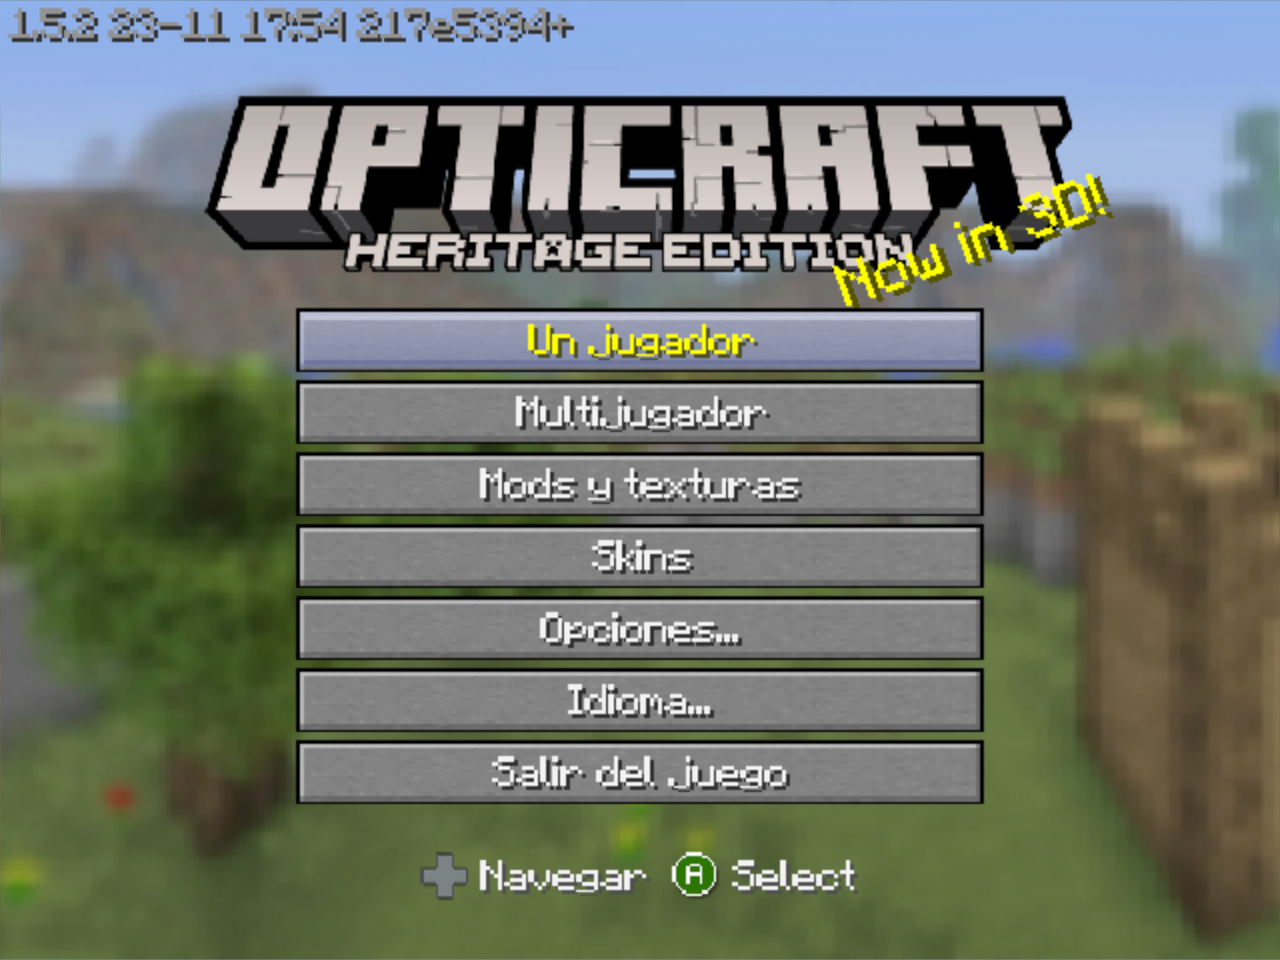 1.5.2 23-11 17:54 217e5394+
OPTICRAFT
HERITAGE EDITION
Now in 3D!
Un jugador
Multijugador
Mods y texturas
Skins
Opciones...
Idioma...
Salir del juego
Navegar A Select